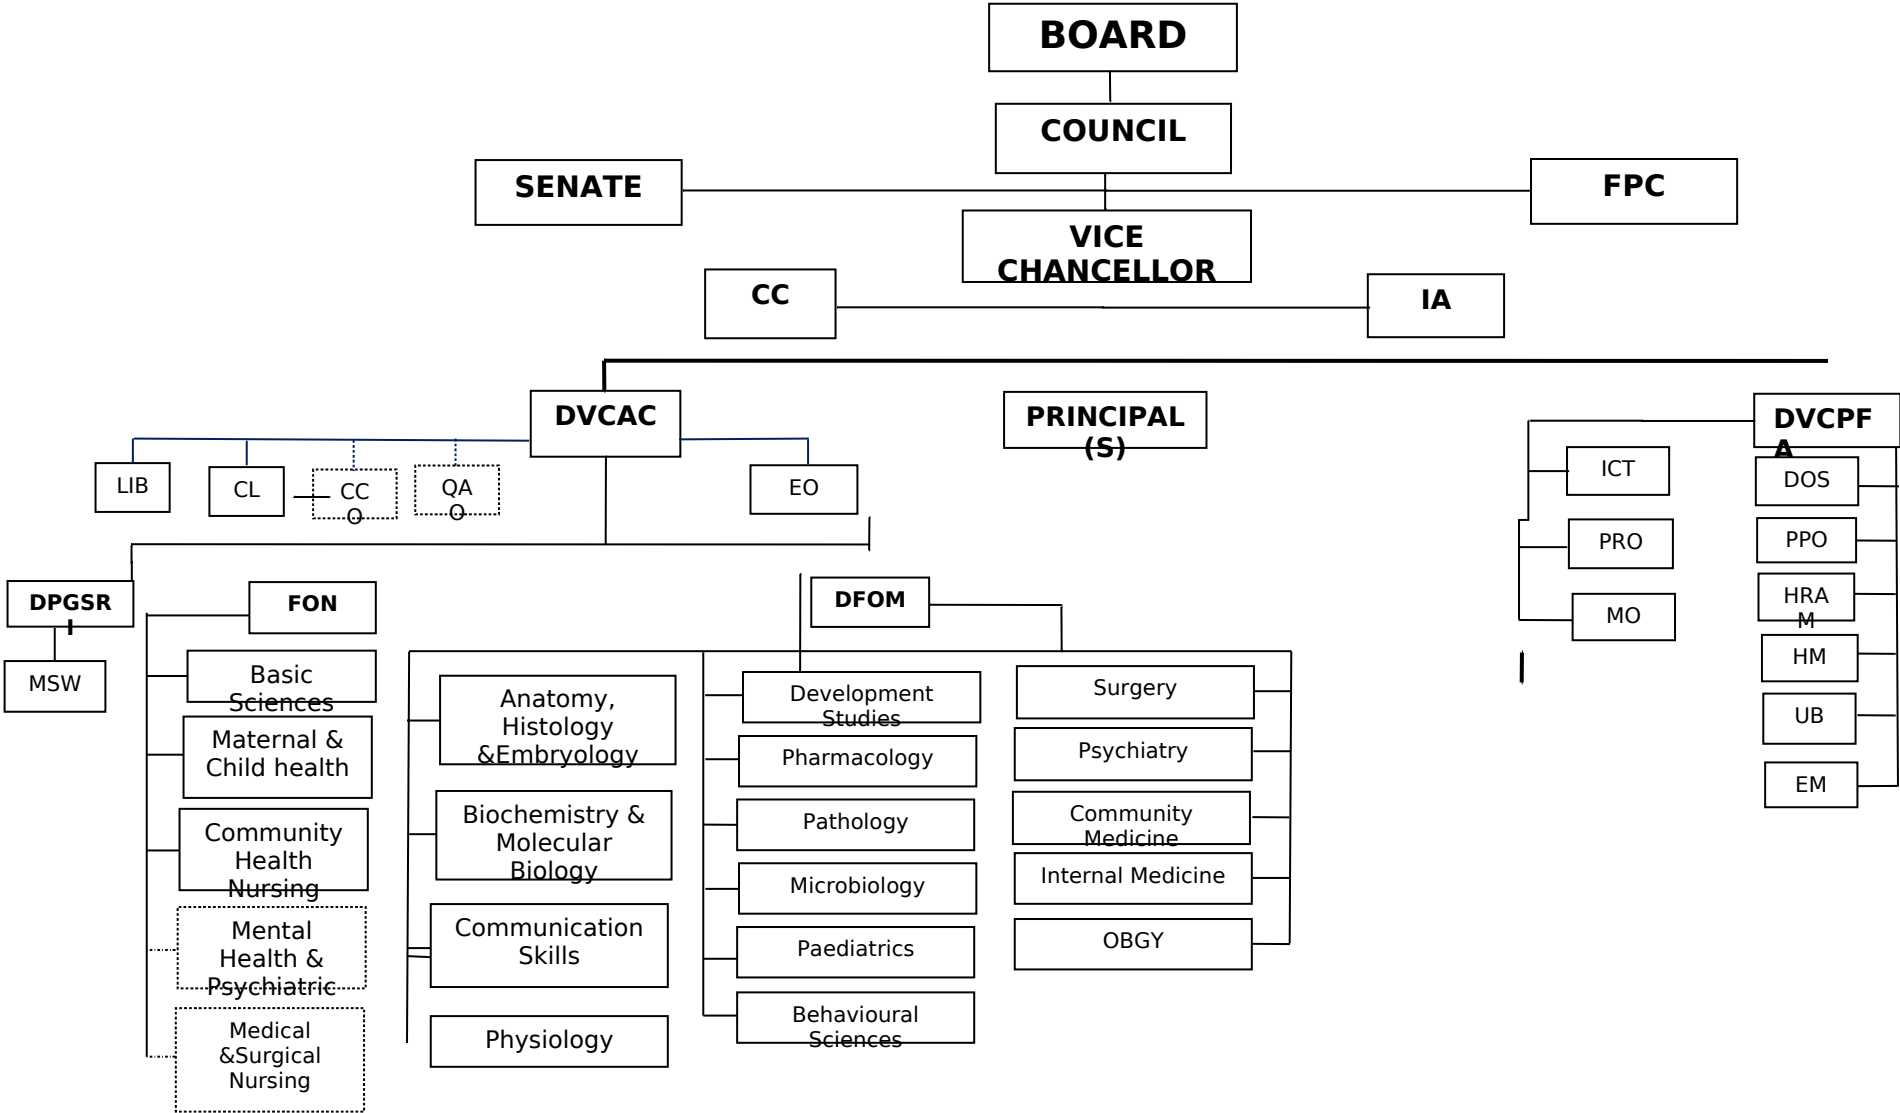 BOARD
COUNCIL
SENATE
FPC
VICE
CHANCELLOR
CC
IA
DVCAC
PRINCIPAL
(S)
DVCPF
A
LIB
CL
CC
O
QA
O
EO
ICT
PRO
MO
DOS
PPO
HRA
M
HM
UB
EM
DPGSR
I
MSW
FON
Basic
Sciences
Maternal &
Child health
Community
Health
Nursing
Mental
Health &
Psychiatric
Medical
&Surgical
Nursing
DFOM
Anatomy,
Histology
&Embryology
Biochemistry &
Molecular
Biology
Communication
Skills
Physiology
Development
Studies
Pharmacology
Pathology
Microbiology
Paediatrics
Behavioural
Sciences
Surgery
Psychiatry
Community
Medicine
Internal Medicine
OBGY